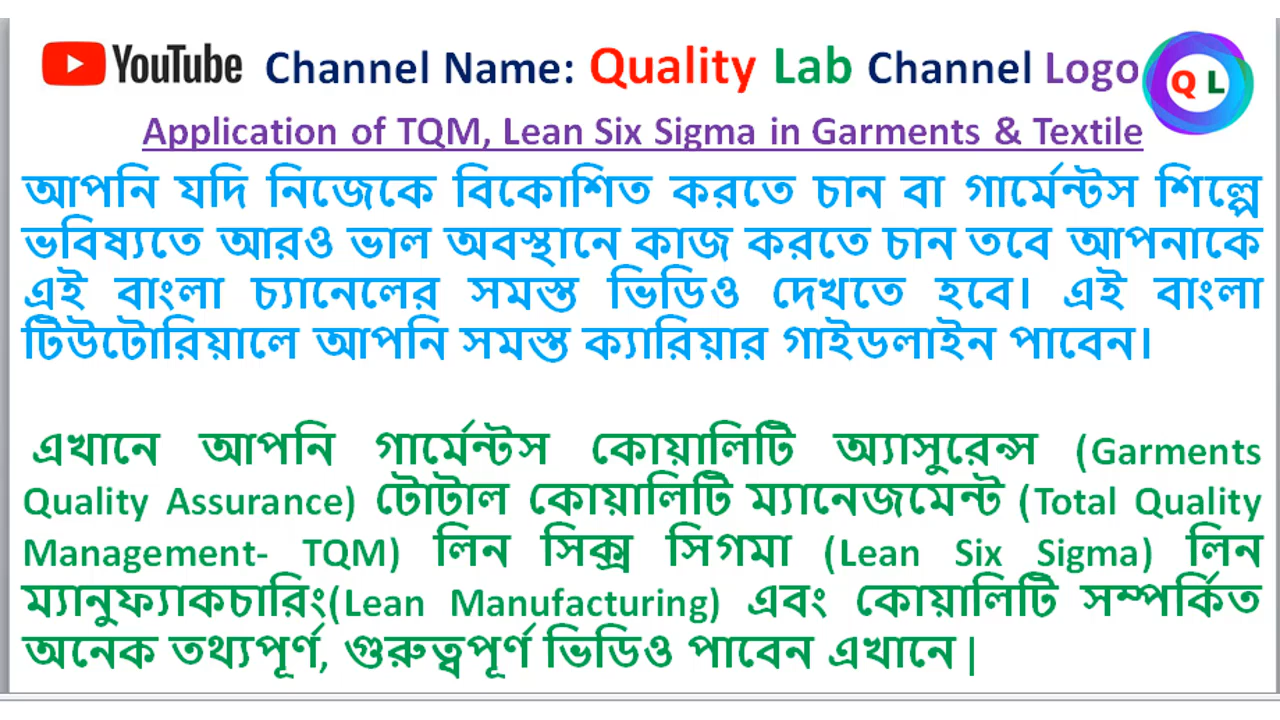 YouTube Channel Name: Quality Lab Channel Logo Q L
Application of TQM, Lean Six Sigma in Garments & Textile
আপনি যদি নিজেকে বিকোশিত করতে চান বা গার্মেন্টস শিল্পে
ভবিষ্যতে আরও ভাল অবস্থানে কাজ করতে চান তবে আপনাকে
এই বাংলা চ্যানেলের সমস্ত ভিডিও দেখতে হবে। এই বাংলা
টিউটোরিয়ালে আপনি সমস্ত ক্যারিয়ার গাইডলাইন পাবেন।
এখানে আপনি গার্মেন্টস কোয়ালিটি অ্যাসুরেন্স (Garments
Quality Assurance) টোটাল কোয়ালিটি ম্যানেজমেন্ট (Total Quality
Management- TQM) লিন সিক্স সিগমা (Lean Six Sigma) লিন
ম্যানুফ্যাকচারিং(Lean Manufacturing) এবং কোয়ালিটি সম্পর্কিত
অনেক তথ্যপূর্ণ, গুরুত্বপূর্ণ ভিডিও পাবেন এখানে|